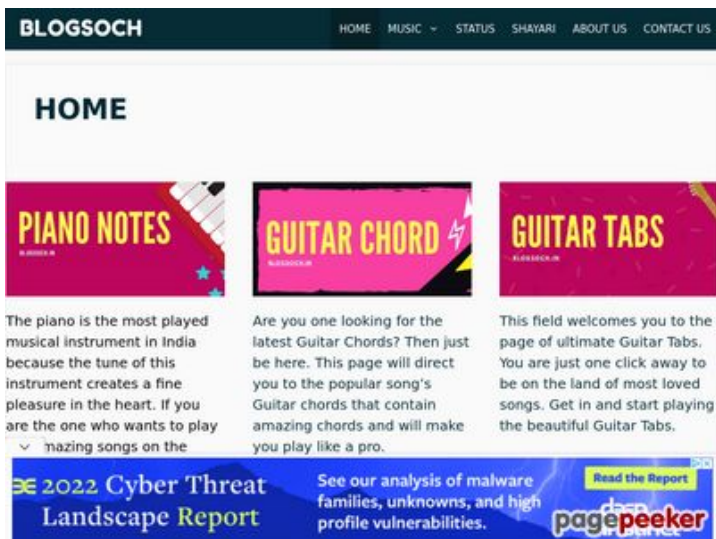 BLOGSOCH
HOME MUSIC STATUS SHAYARI ABOUT US CONTACT US
HOME
PIANO NOTES
BLOGSOCH.IN
The piano is the most played
musical instrument in India
because the tune of this
instrument creates a fine
pleasure in the heart. If you
are the one who wants to play
mazing songs on the
GUITAR CHORD
BLOGSOCH.IN
Are you one looking for the
latest Guitar Chords? Then just
be here. This page will direct
you to the popular song's
Guitar chords that contain
amazing chords and will make
you play like a pro.
GUITAR TABS
BLOGSOCH.IN
This field welcomes you to the
page of ultimate Guitar Tabs.
You are just one click away to
be on the land of most loved
songs. Get in and start playing
the beautiful Guitar Tabs.
2022 Cyber Threat
Landscape Report
See our analysis of malware
families, unknowns, and high
profile vulnerabilities.
Read the Report
pagepeeker